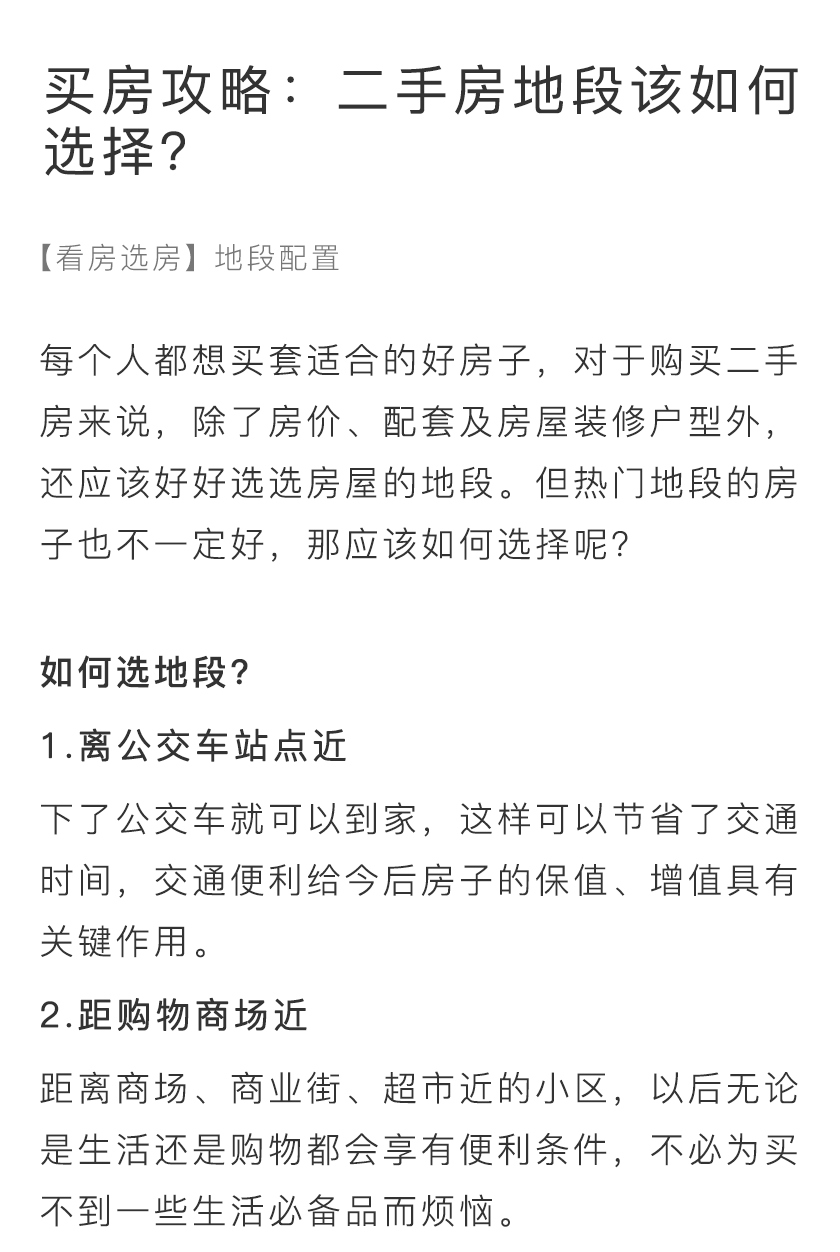 买房攻略：二手房地段该如何
选择？
【看房选房】地段配置
每个人都想买套适合的好房子，对于购买二手
房来说，除了房价、配套及房屋装修户型外，
还应该好好选选房屋的地段。但热门地段的房
子也不一定好，那应该如何选择呢？
如何选地段？
1.离公交车站点近
下了公交车就可以到家，这样可以节省了交通
时间，交通便利给今后房子的保值、增值具有
关键作用。
2.距购物商场近
距离商场、商业街、超市近的小区，以后无论
是生活还是购物都会享有便利条件，不必为买
不到一些生活必备品而烦恼。